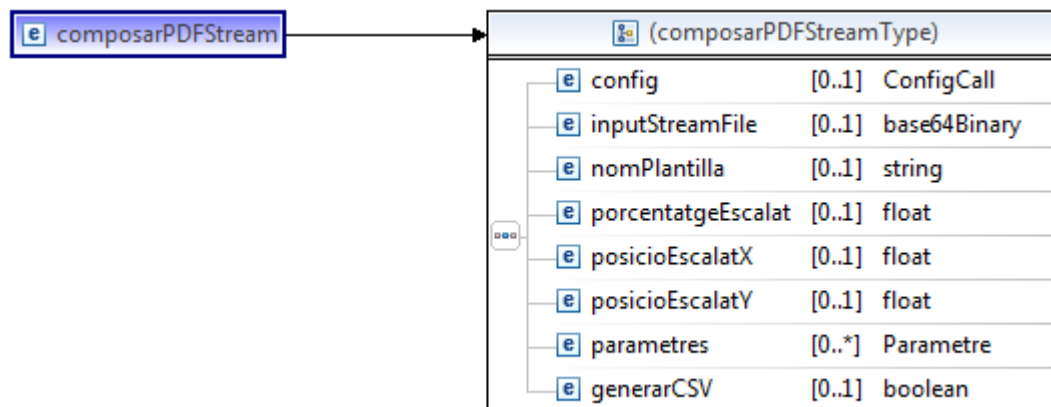 e composarPDFStream
(composarPDFStreamType)
e config [0..1] ConfigCall
e inputStreamFile [0..1] base64Binary
e nomPlantilla [0..1] string
e porcentatgeEscalat [0..1] float
e posicioEscalatX [0..1] float
e posicioEscalatY [0..1] float
e parametres [0..*] Parametre
e generarCSV [0..1] boolean